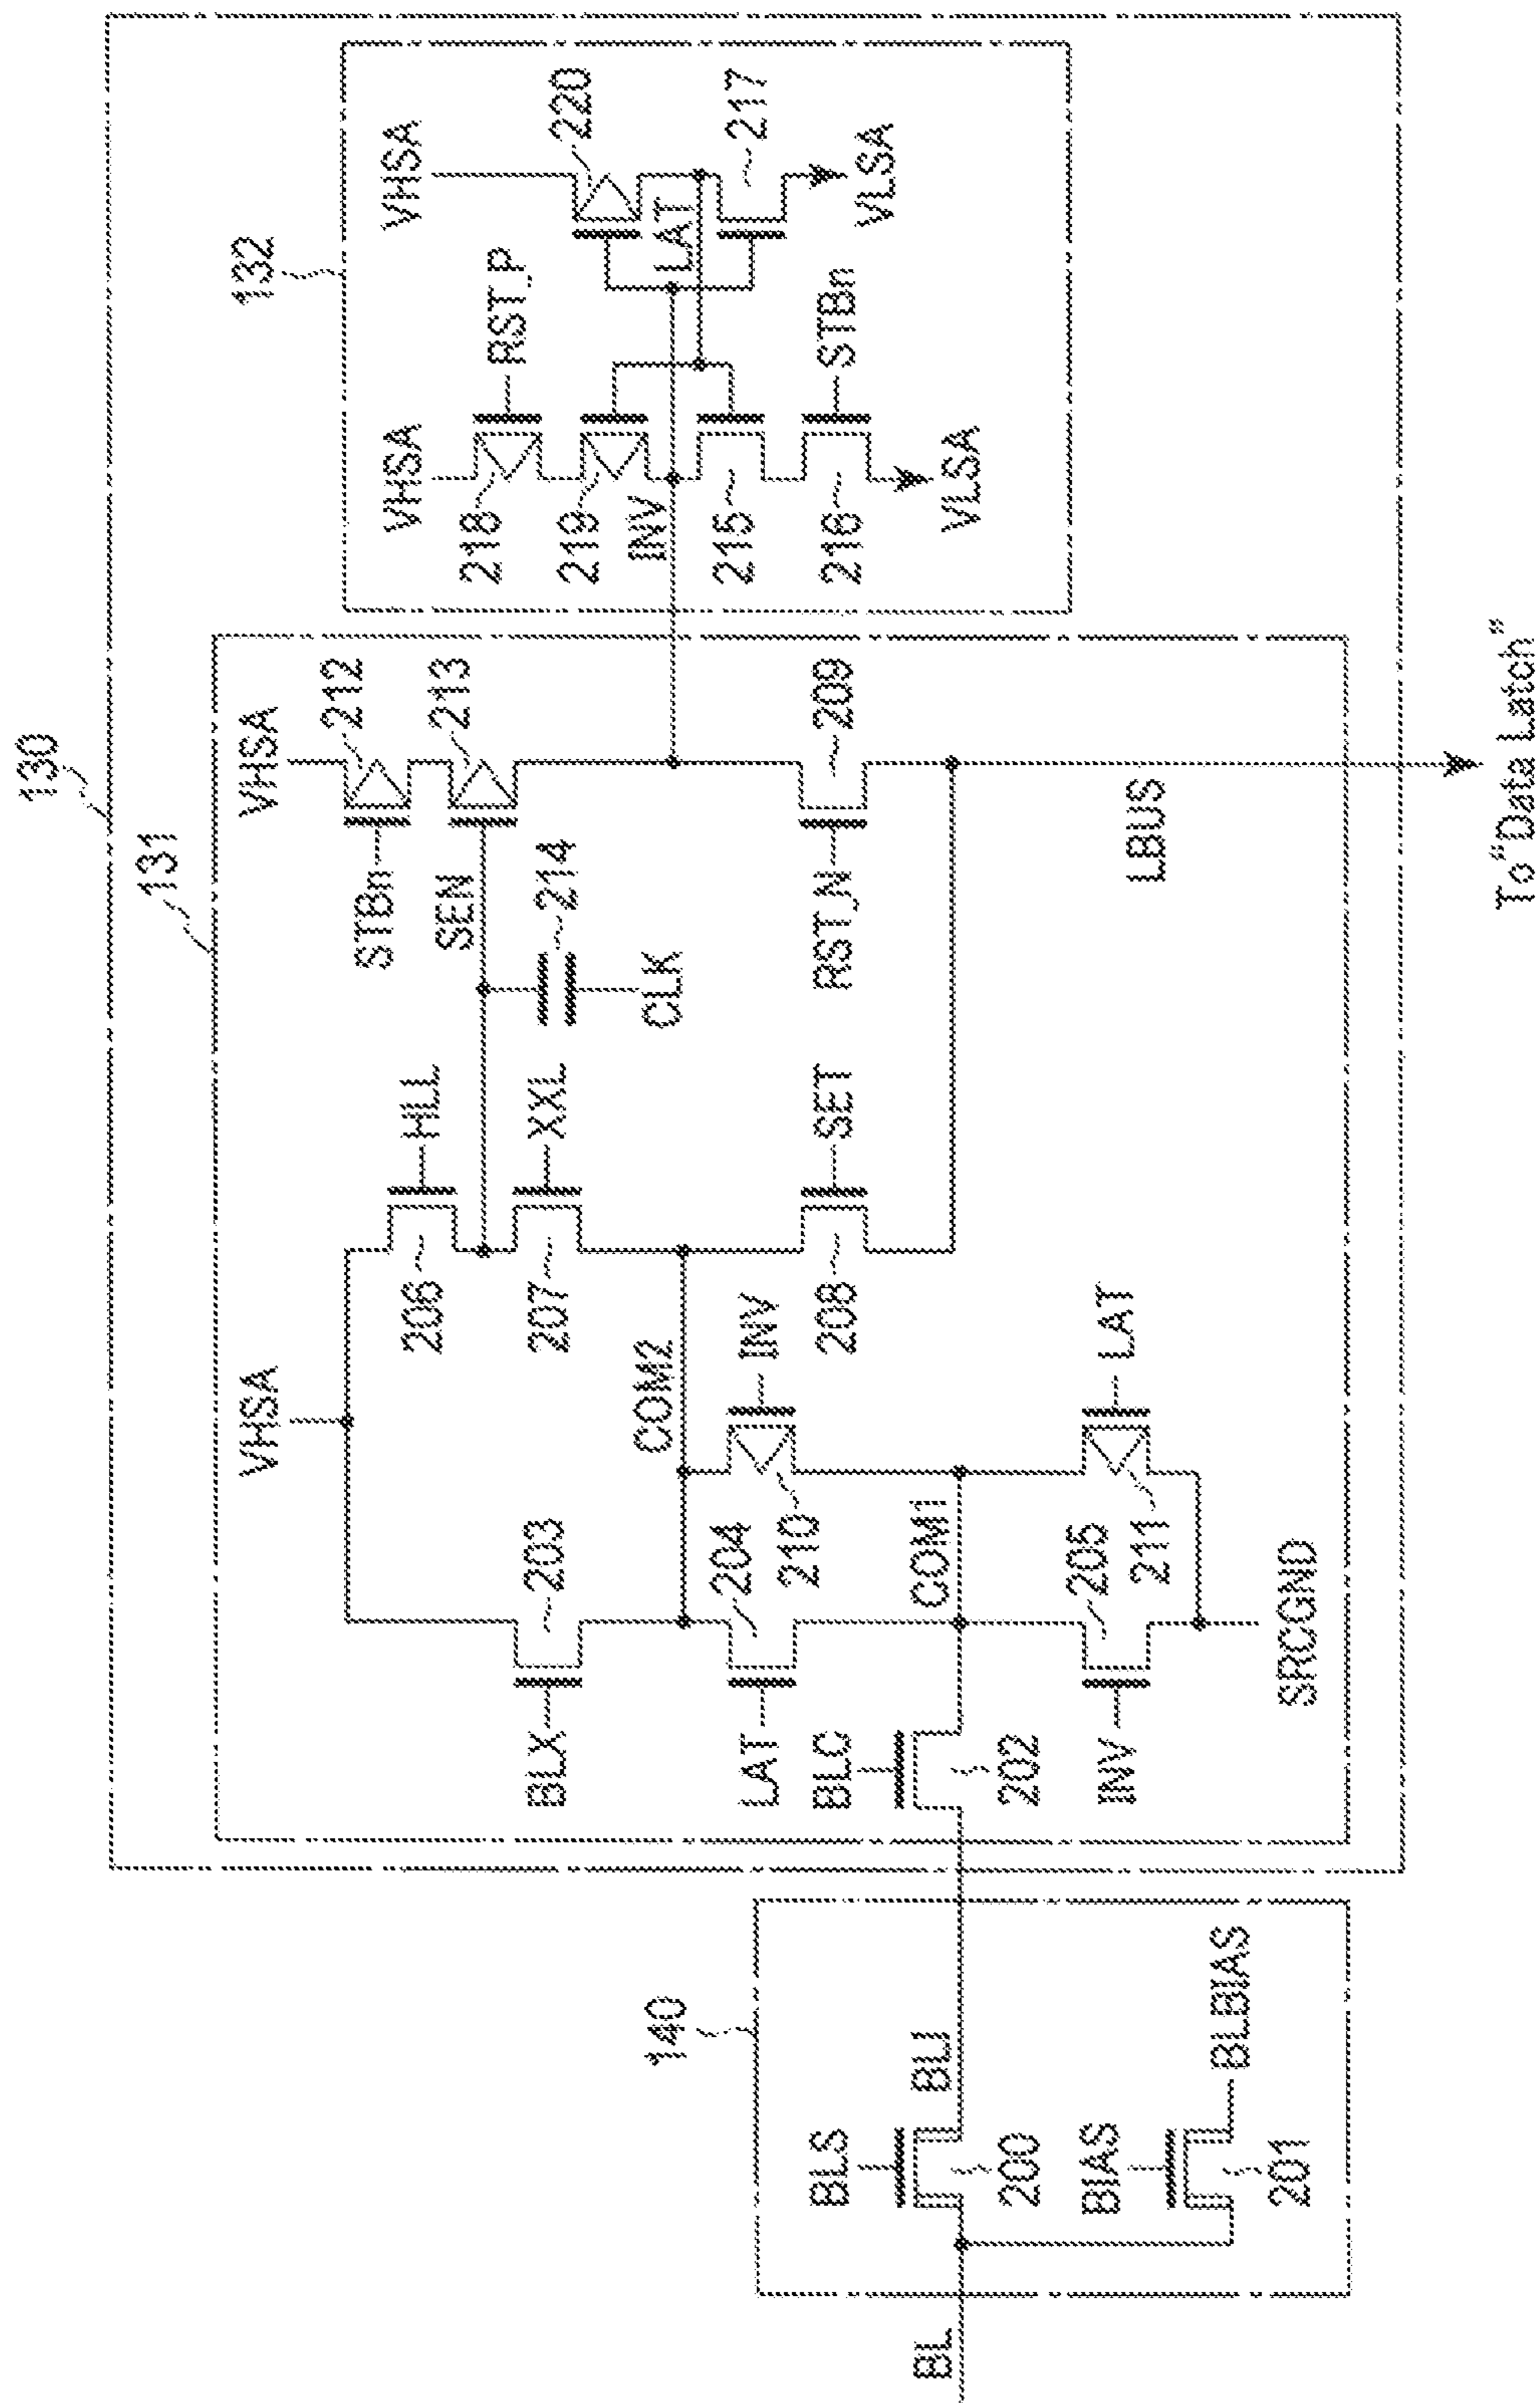 130
131
132
VHSA
VHSA
212
STBn
213
SEN
214
CLK
HLL
206
XXL
207
BLX
203
COM2
LAT
204
INV
210
SET
208
RST_N
209
BLC
202
COM1
INV
205
LAT
211
SRCGND
LBUS
To"Data Latch"
VHSA
RST_P
218
219
INV
215
STBn
216
VLSA
VHSA
220
LAT
217
VLSA
140
BLS
200
BLI
BL
BIAS
201
BLBIAS